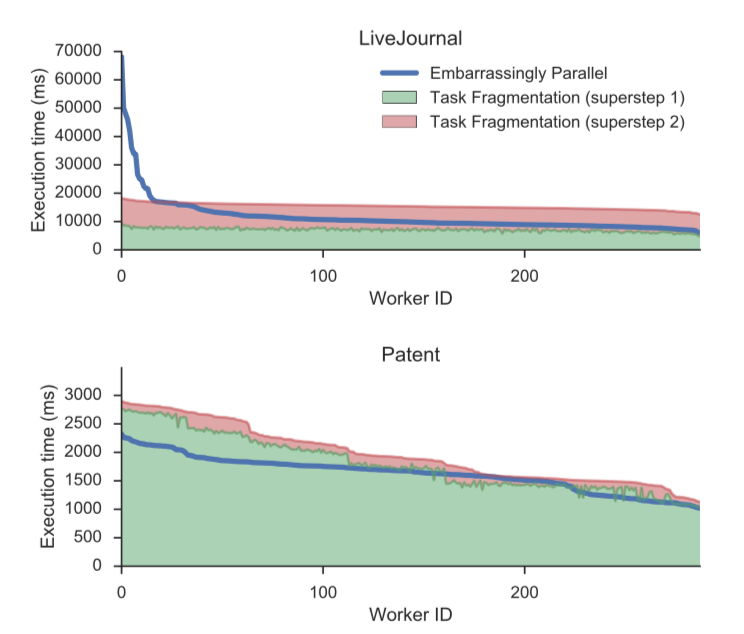 LiveJournal
70000
60000
50000
40000
30000
20000
10000
0
Execution time (ms)
Embarrassingly Parallel
Task Fragmentation (superstep 1)
Task Fragmentation (superstep 2)
0 100 200
Worker ID
Patent
3000
2500
2000
1500
1000
500
0
Execution time (ms)
0 100 200
Worker ID